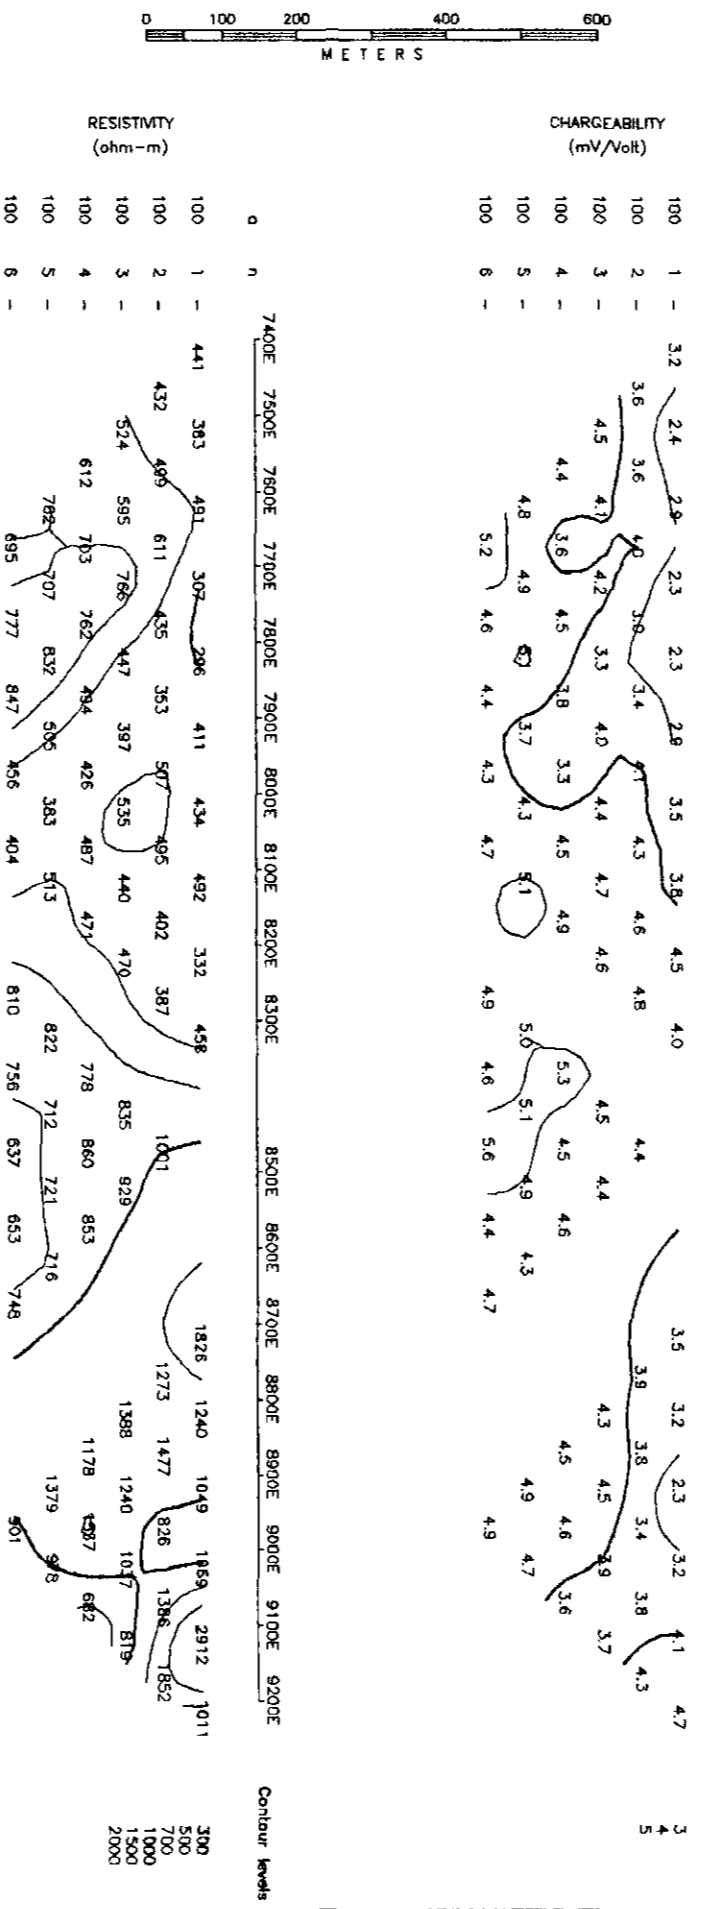 0 100 200 400 600
METERS
CHARGEABILITY
(mV/Volt)
100 1 – 3.2 2.4 2.9 2.3 2.3 2.9 3.5 3.8 4.5 4.0 3.5 3.2 2.3 3.2 4.1 4.7 3
100 2 – 3.6 3.6 4.0 3.9 3.4 4.1 4.3 4.6 4.8 4.4 3.9 3.8 3.4 3.8 4.3 4
100 3 – 4.5 4.1 4.2 3.3 4.0 4.4 4.7 4.6 4.5 4.4 4.3 4.5 3.9 3.7 5
100 4 – 4.4 3.6 4.5 3.8 3.3 4.5 4.9 5.3 4.5 4.6 4.5 4.6 3.6
100 5 – 4.8 4.9 3.7 4.3 5.1 5.0 5.1 4.9 4.3 4.9 4.7
100 6 – 5.2 4.6 4.4 4.3 4.7 4.9 4.6 5.6 4.4 4.7 4.9
7400E 7500E 7600E 7700E 7800E 7900E 8000E 8100E 8200E 8300E 8500E 8600E 8700E 8800E 8900E 9000E 9100E 9200E Contour levels
a n
RESISTIVITY
(ohm-m)
100 1 – 441 383 491 307 296 411 434 492 332 458 1826 1240 1049 1069 2912 1011 300
500
100 2 – 432 499 611 435 353 507 495 402 387 1001 1273 1477 826 1386 1852 700
1000
100 3 – 524 595 766 447 397 535 440 470 835 929 1388 1240 1037 819 1500
2000
100 4 – 612 703 762 494 426 487 471 778 860 853 1178 682
100 5 – 782 707 832 505 383 513 822 712 721 716 1379 978
100 6 – 695 777 847 456 404 810 756 637 653 748 901